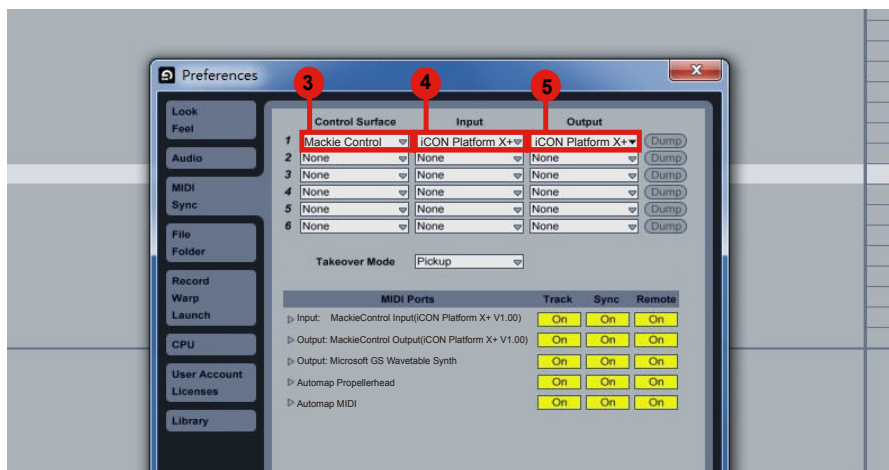 Preferences
X
3
4
5
Look
Feel
Audio
MIDI
Sync
File
Folder
Record
Warp
Launch
CPU
User Account
Licenses
Library
Control Surface Input Output
1 Mackie Control iCON Platform X+ iCON Platform X+ Dump
2 None None None Dump
3 None None None Dump
4 None None None Dump
5 None None None Dump
6 None None None Dump
Takeover Mode Pickup
MIDI Ports Track Sync Remote
Input: MackieControl Input(iCON Platform X+ V1.00) On On On
Output: MackieControl Output(iCON Platform X+ V1.00) On On On
Output: Microsoft GS Wavetable Synth On On On
Automap Propellerhead On On On
Automap MIDI On On On